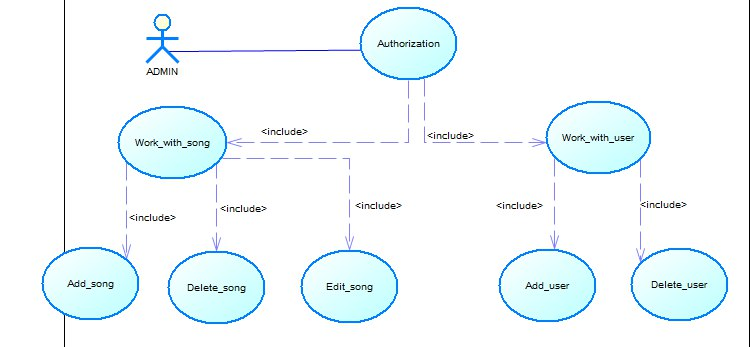 Authorization
ADMIN
<include>
<include>
Work_with_song
Work_with_user
<include>
<include>
<include>
<include>
<include>
Add_song
Delete_song
Edit_song
Add_user
Delete_user